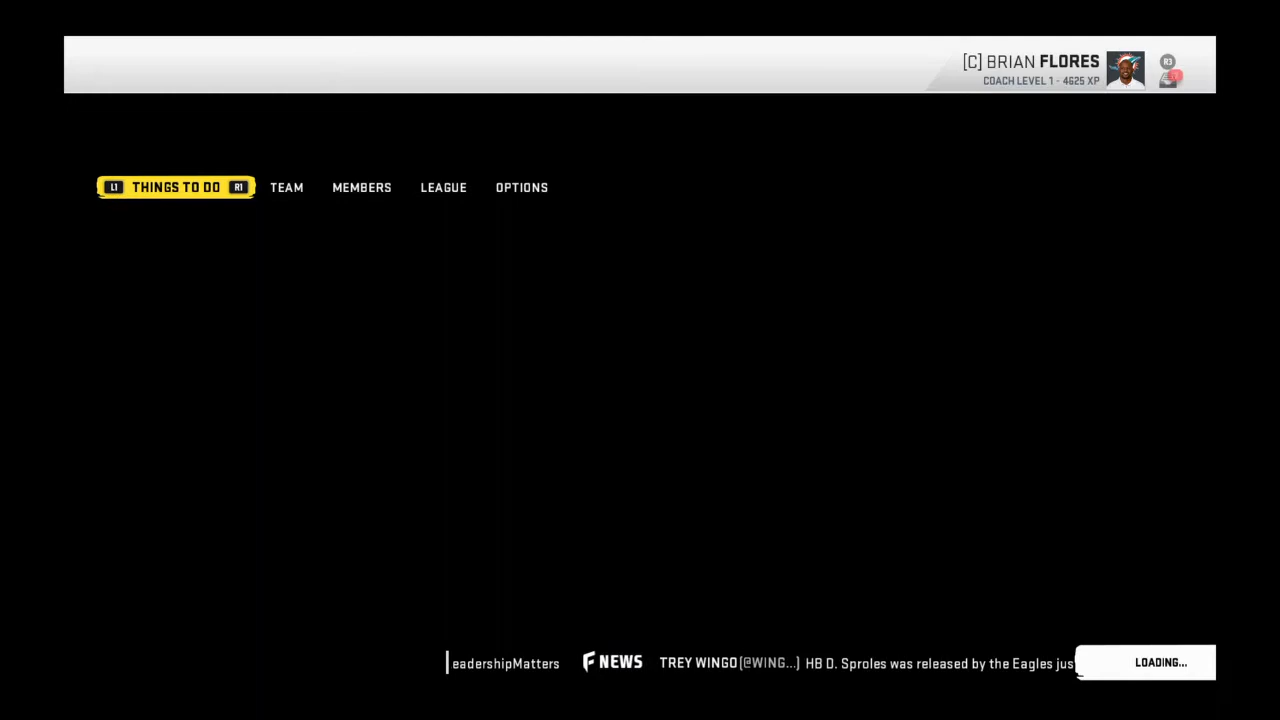 [C] BRIAN FLORES
COACH LEVEL 1 - 4625 XP
R3
L1 THINGS TO DO R1 TEAM MEMBERS LEAGUE OPTIONS
eadershipMatters F NEWS TREY WINGO(@WING...) HB D. Sproles was released by the Eagles jus
LOADING...